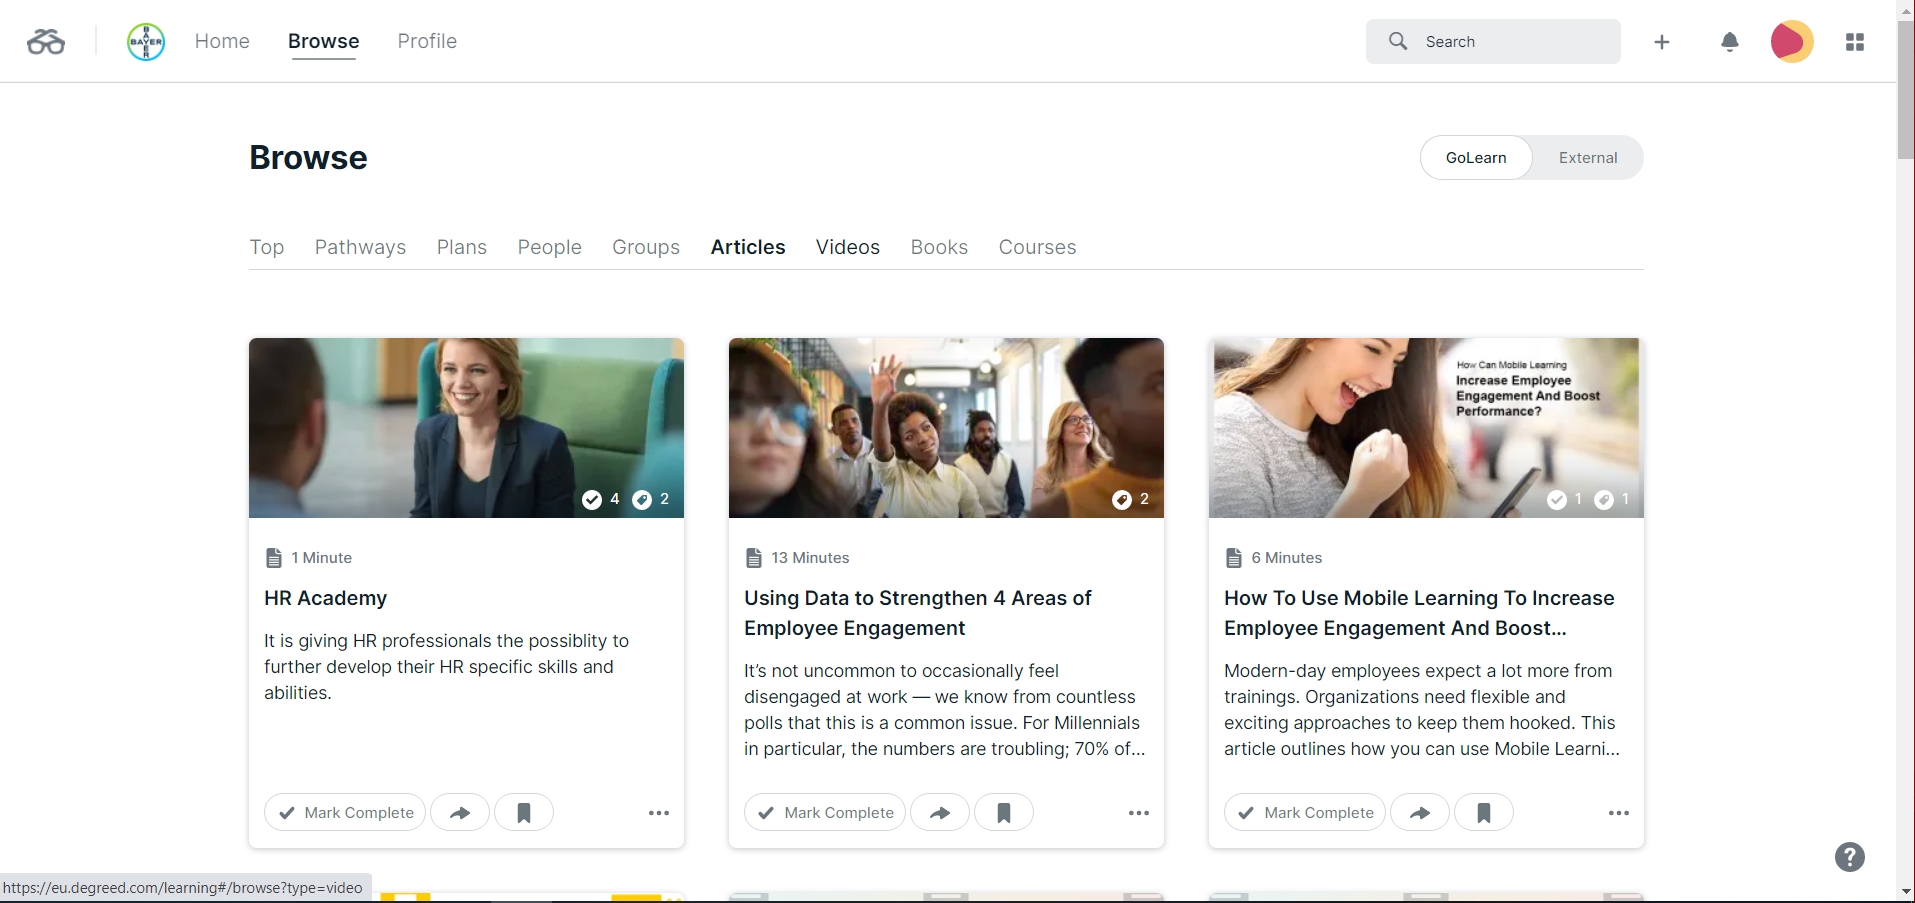 BAYER
Home
Browse
Profile
Search
Browse
GoLearn
External
Top
Pathways
Plans
People
Groups
Articles
Videos
Books
Courses
4
2
1 Minute
HR Academy
It is giving HR professionals the possiblity to
further develop their HR specific skills and
abilities.
Mark Complete
2
13 Minutes
Using Data to Strengthen 4 Areas of
Employee Engagement
It's not uncommon to occasionally feel
disengaged at work — we know from countless
polls that this is a common issue. For Millennials
in particular, the numbers are troubling; 70% of...
Mark Complete
How Can Mobile Learning
Increase Employee
Engagement And Boost
Performance?
1
1
6 Minutes
How To Use Mobile Learning To Increase
Employee Engagement And Boost...
Modern-day employees expect a lot more from
trainings. Organizations need flexible and
exciting approaches to keep them hooked. This
article outlines how you can use Mobile Learni...
Mark Complete
?
https://eu.degreed.com/learning#/browse?type=video